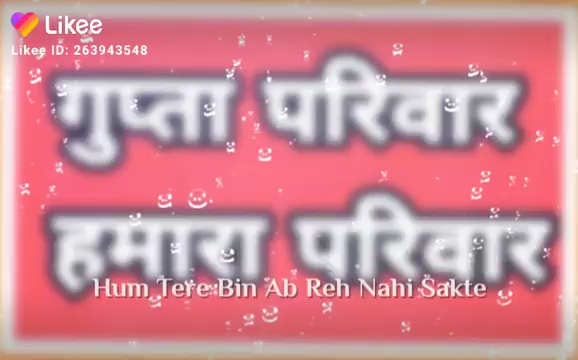 Likee
Likee ID: 263943548
गुप्ता परिवार
हमारा परिवार
Hum Tere Bin Ab Reh Nahi Sakte